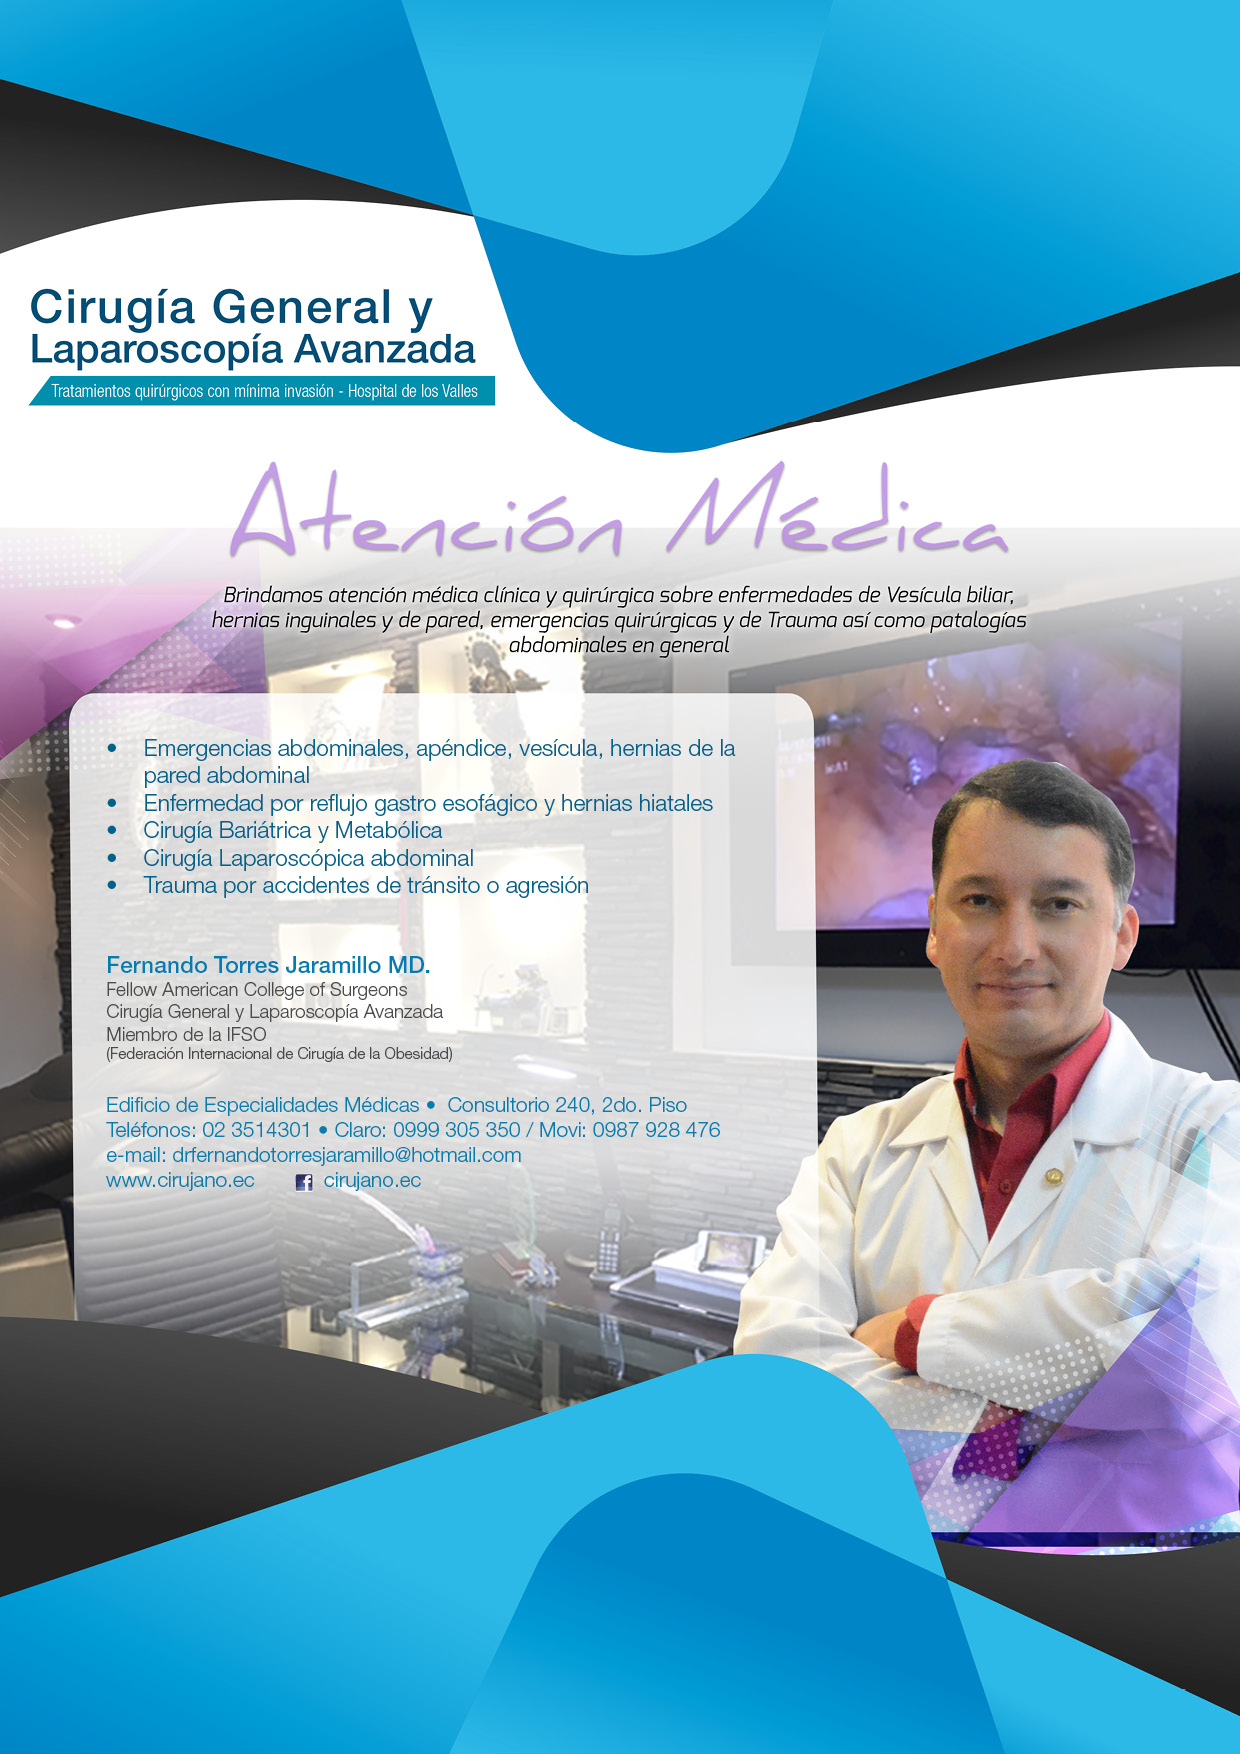 Cirugía General y
Laparoscopía Avanzada
Tratamientos quirúrgicos con mínima invasión - Hospital de los Valles
Atención Médica
Brindamos atención médica clínica y quirúrgica sobre enfermedades de Vesícula biliar,
hernias inguinales y de pared, emergencias quirúrgicas y de Trauma así como patalogías
abdominales en general
• Emergencias abdominales, apéndice, vesícula, hernias de la
pared abdominal
• Enfermedad por reflujo gastro esofágico y hernias hiatales
• Cirugía Bariátrica y Metabólica
• Cirugía Laparoscópica abdominal
• Trauma por accidentes de tránsito o agresión
Fernando Torres Jaramillo MD.
Fellow American College of Surgeons
Cirugía General y Laparoscopía Avanzada
Miembro de la IFSO
(Federación Internacional de Cirugía de la Obesidad)
Edificio de Especialidades Médicas • Consultorio 240, 2do. Piso
Teléfonos: 02 3514301 • Claro: 0999 305 350 / Movi: 0987 928 476
e-mail: drfernandotorresjaramillo@hotmail.com
www.cirujano.ec f cirujano.ec